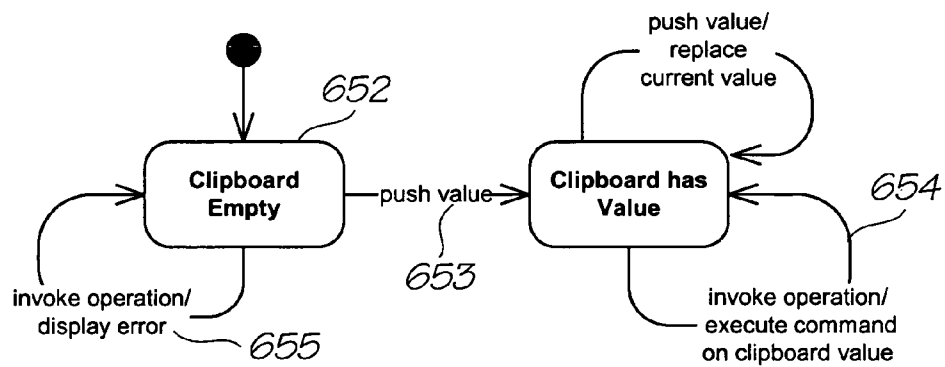 push value/
replace
current value
652
Clipboard
Empty
push value
Clipboard has
Value
654
653
invoke operation/
display error
655
invoke operation/
execute command
on clipboard value